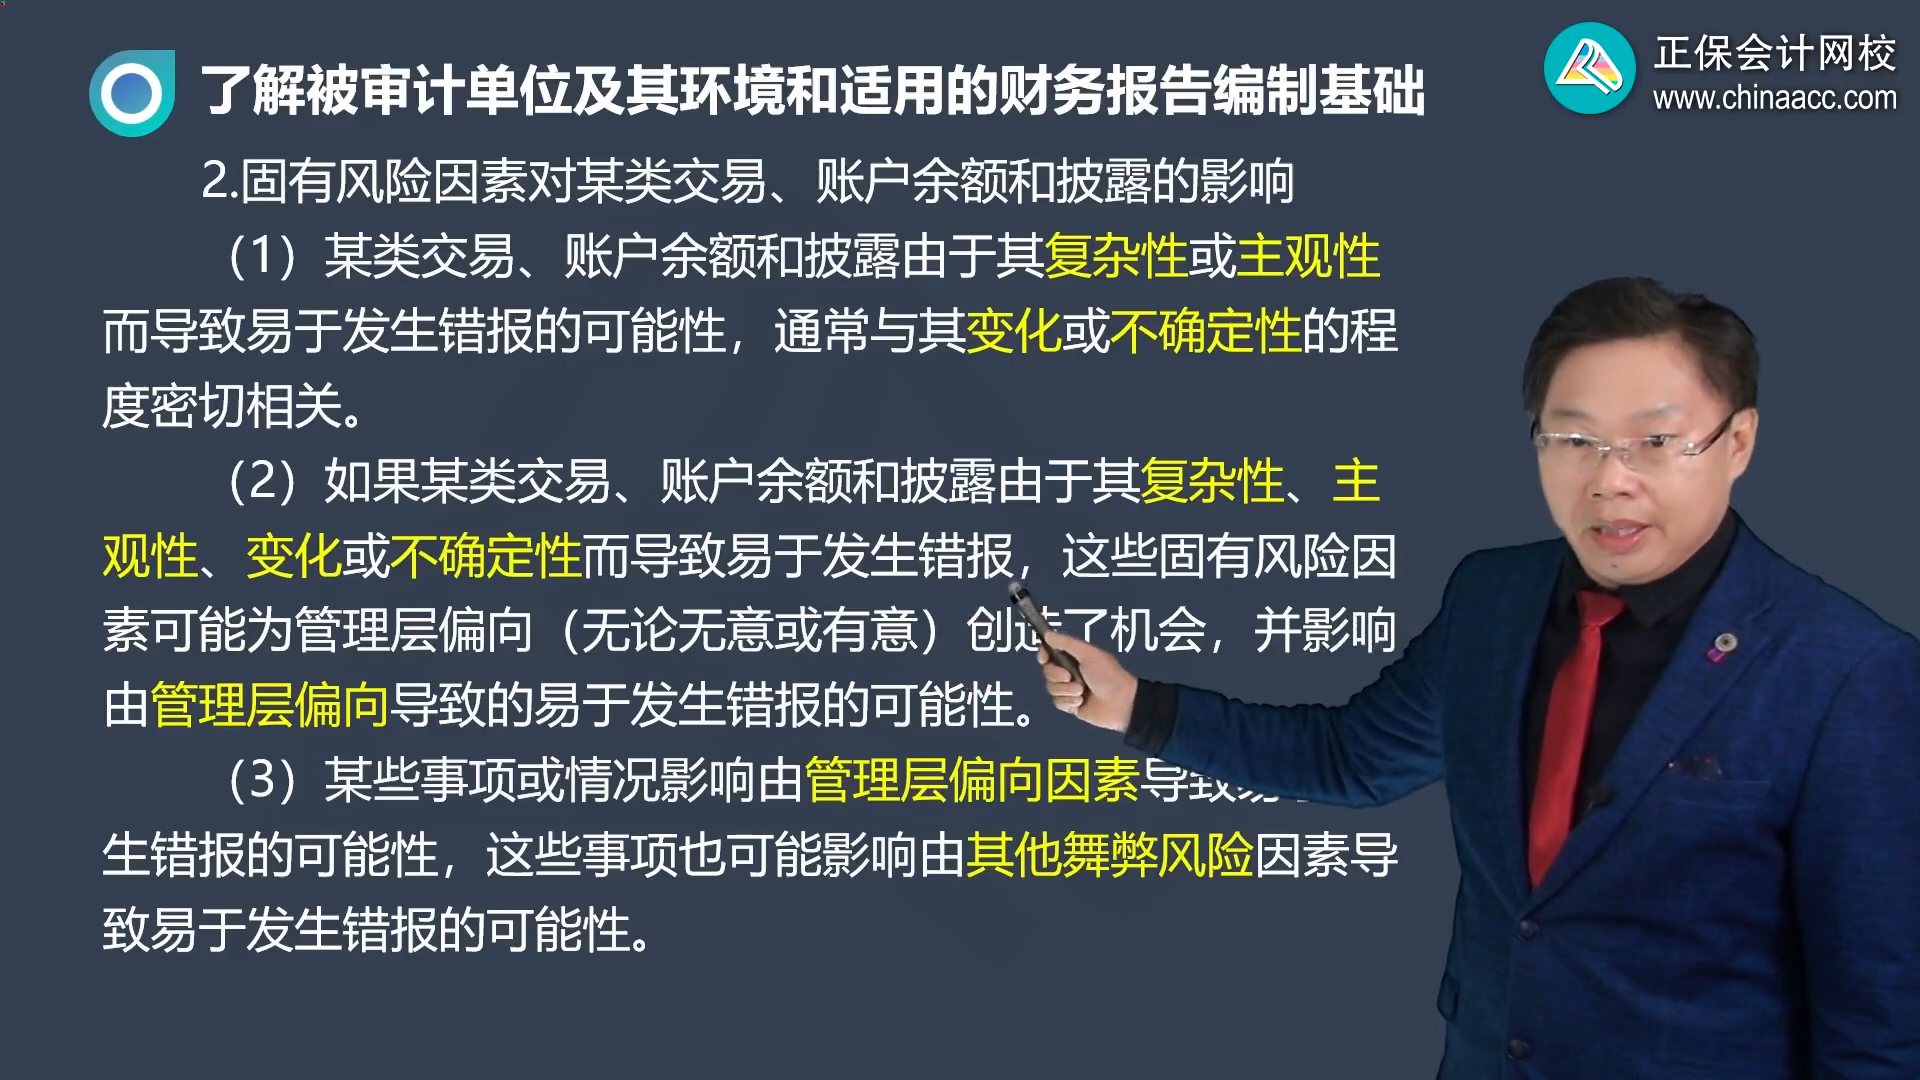 正保会计网校
www.chinaacc.com
了解被审计单位及其环境和适用的财务报告编制基础
2.固有风险因素对某类交易、账户余额和披露的影响
（1）某类交易、账户余额和披露由于其复杂性或主观性
而导致易于发生错报的可能性，通常与其变化或不确定性的程
度密切相关。
（2）如果某类交易、账户余额和披露由于其复杂性、主
观性、变化或不确定性而导致易于发生错报，这些固有风险因
素可能为管理层偏向（无论无意或有意）创造了机会，并影响
由管理层偏向导致的易于发生错报的可能性。
（3）某些事项或情况影响由管理层偏向因素导致易
生错报的可能性，这些事项也可能影响由其他舞弊风险因素导
致易于发生错报的可能性。